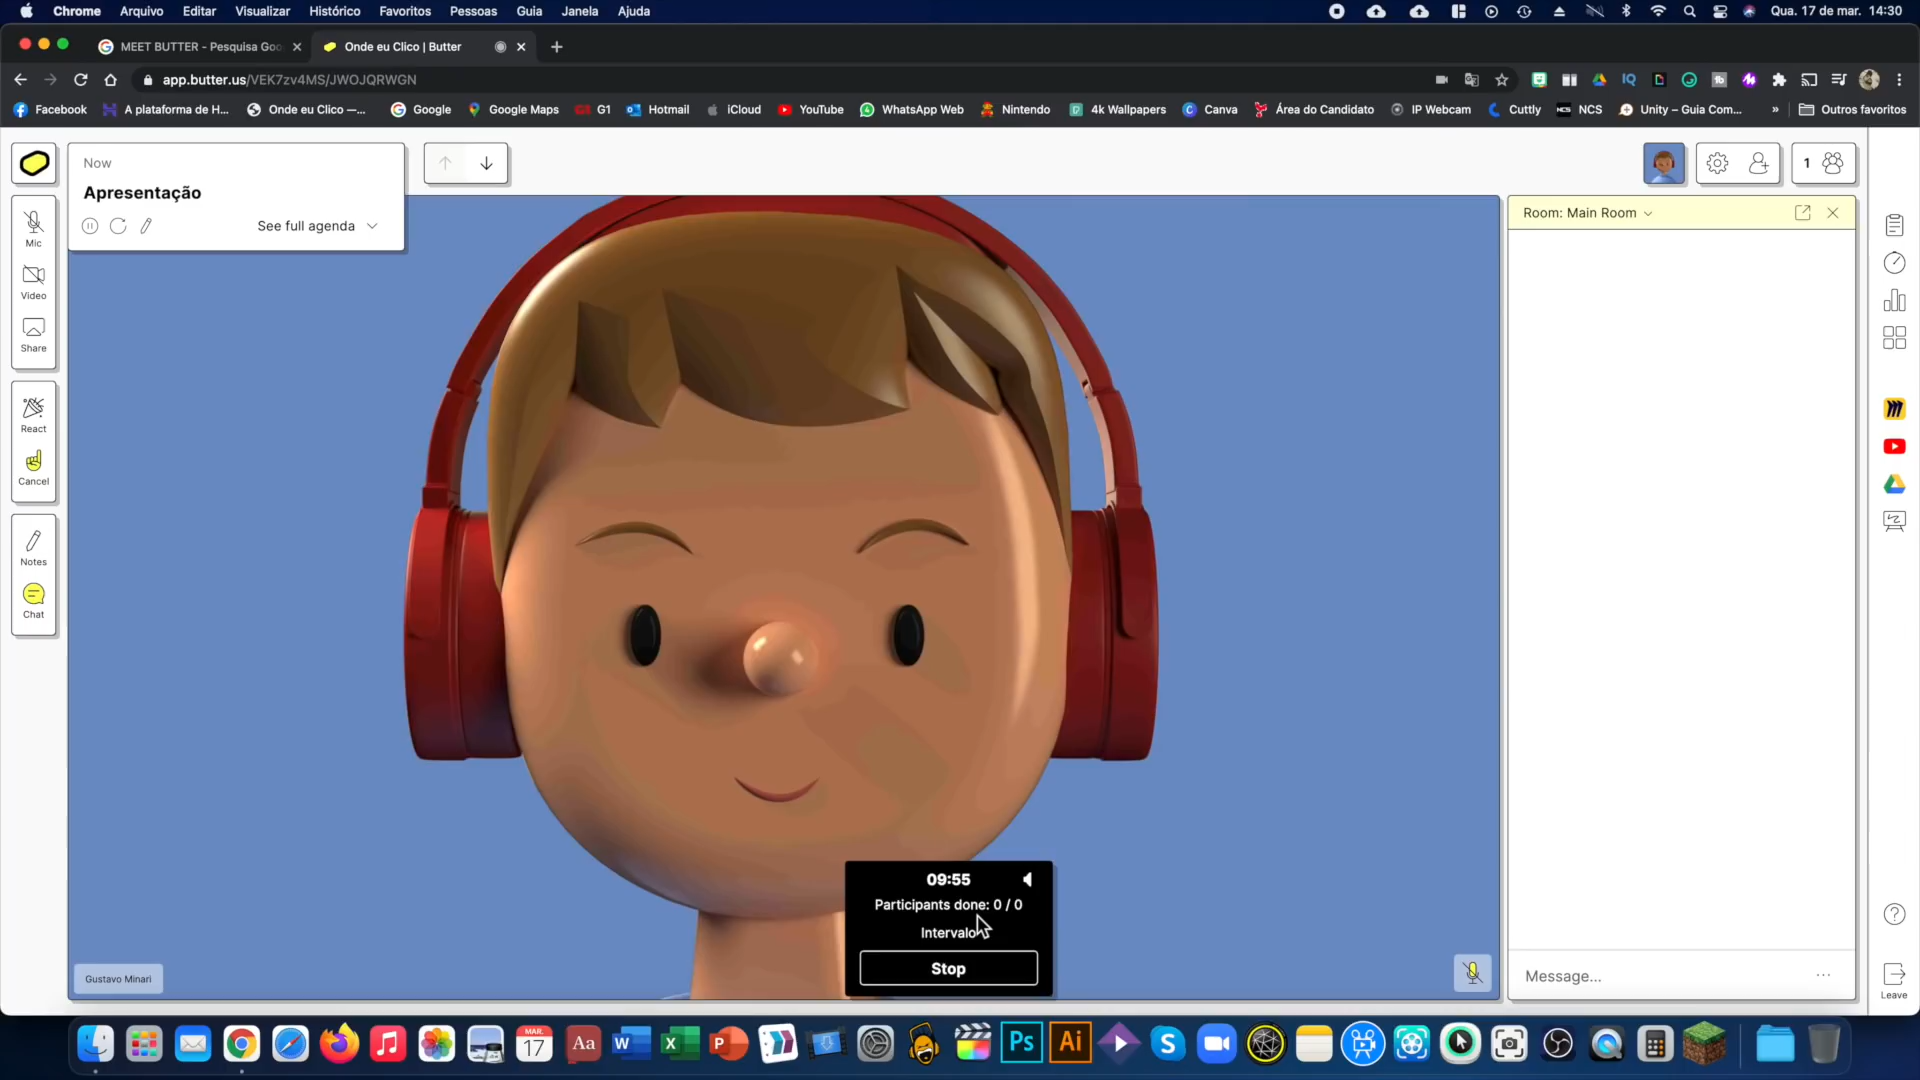 Chrome Arquivo Editar Visualizar Histórico Favoritos Pessoas Guia Janela Ajuda Qua. 17 de mar. 14:30
MEET BUTTER - Pesquisa Goo Onde eu Clico | Butter
app.butter.us/VEK7zv4MS/JWOJQRWGN
Facebook A plataforma de H... Onde eu Clico —... Google Google Maps G1 Hotmail iCloud YouTube WhatsApp Web Nintendo 4k Wallpapers Canva Área do Candidato IP Webcam Cuttly NCS Unity – Guia Com... » Outros favoritos
Now
Apresentação
See full agenda
1
Room: Main Room
Mic
Video
Share
React
Cancel
Notes
Chat
09:55
Participants done: 0 / 0
Intervalo
Stop
Gustavo Minari
Message...
Leave
MAR.
17
Aa
W
X
P
Ps
Ai
S